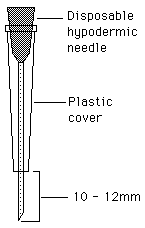 Disposable
hypodermic
needle
Plastic
cover
10 - 12mm